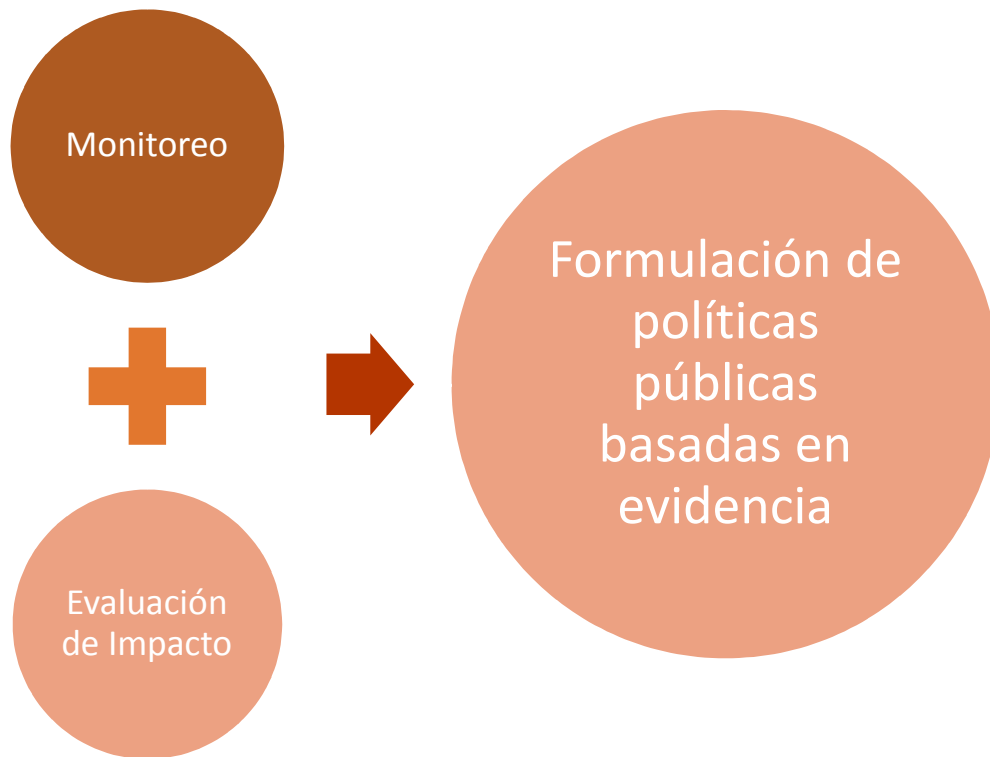 Monitoreo
Evaluación
de Impacto
Formulación de
políticas
públicas
basadas en
evidencia